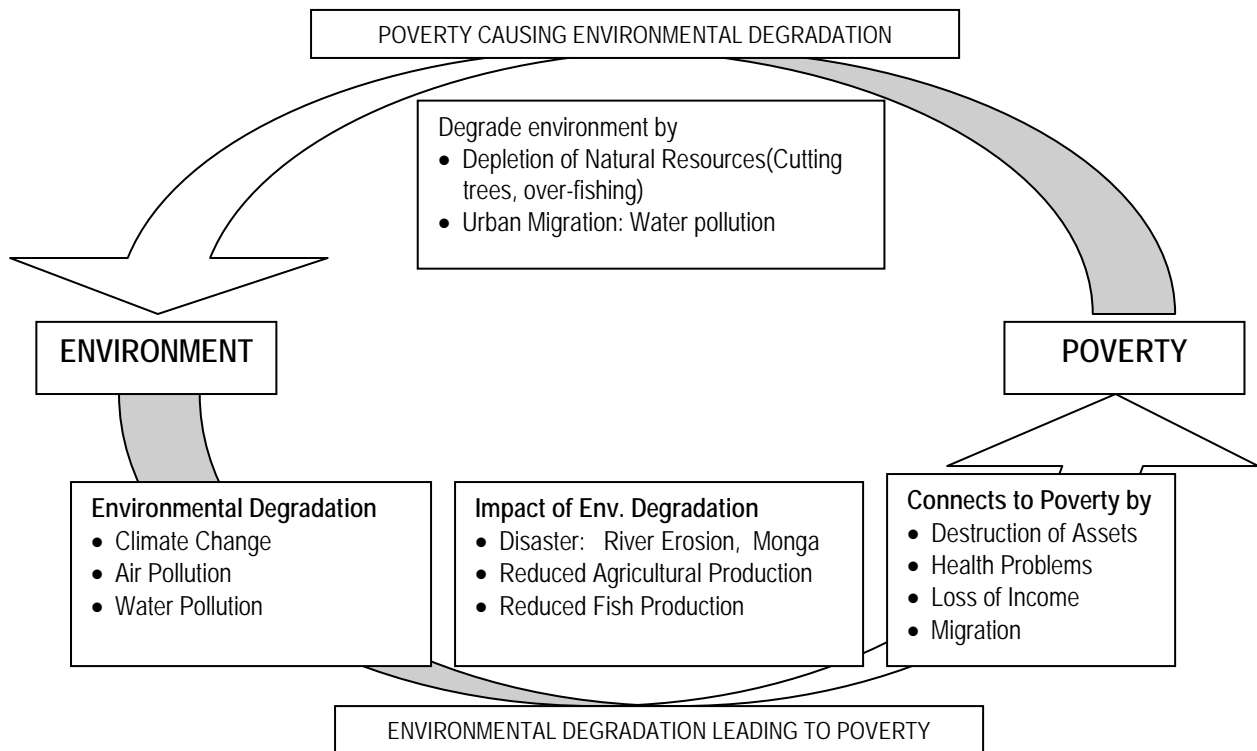 POVERTY CAUSING ENVIRONMENTAL DEGRADATION
Degrade environment by
• Depletion of Natural Resources(Cutting
trees, over-fishing)
• Urban Migration: Water pollution
ENVIRONMENT
POVERTY
Environmental Degradation
• Climate Change
• Air Pollution
• Water Pollution
Impact of Env. Degradation
• Disaster: River Erosion, Monga
• Reduced Agricultural Production
• Reduced Fish Production
Connects to Poverty by
• Destruction of Assets
• Health Problems
• Loss of Income
• Migration
ENVIRONMENTAL DEGRADATION LEADING TO POVERTY